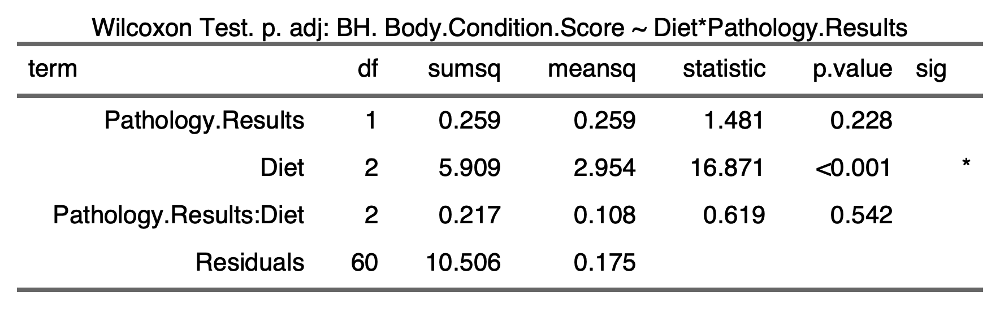 Wilcoxon Test. p. adj: BH. Body.Condition.Score ~ Diet*Pathology.Results
term df sumsq meansq statistic p.value sig
Pathology.Results 1 0.259 0.259 1.481 0.228
Diet 2 5.909 2.954 16.871 <0.001 *
Pathology.Results:Diet 2 0.217 0.108 0.619 0.542
Residuals 60 10.506 0.175